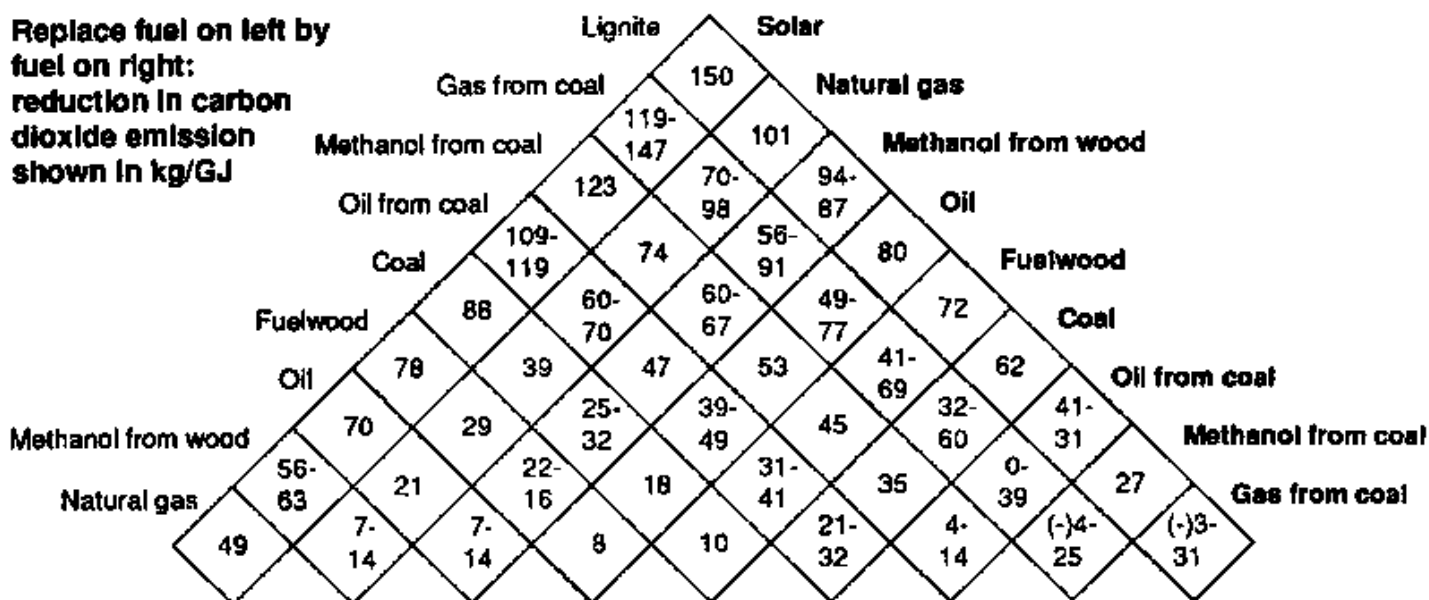 Replace fuel on left by
fuel on right:
reduction in carbon
dioxide emission
shown in kg/GJ
Lignite Solar
Gas from coal 150 Natural gas
119-147 101
Methanol from coal Methanol from wood
123 70-98 94-87
Oil from coal Oil
109-119 74 56-91 80
Coal Fuelwood
88 60-70 60-67 49-77 72
Fuelwood Coal
78 39 47 53 41-69 62
Oil Oil from coal
70 29 25-32 39-49 45 32-60 41-31
Methanol from wood Methanol from coal
56-63 21 22-16 18 31-41 35 0-39 27
Natural gas Gas from coal
49 7-14 7-14 8 10 21-32 4-14 (-)4-25 (-)3-31